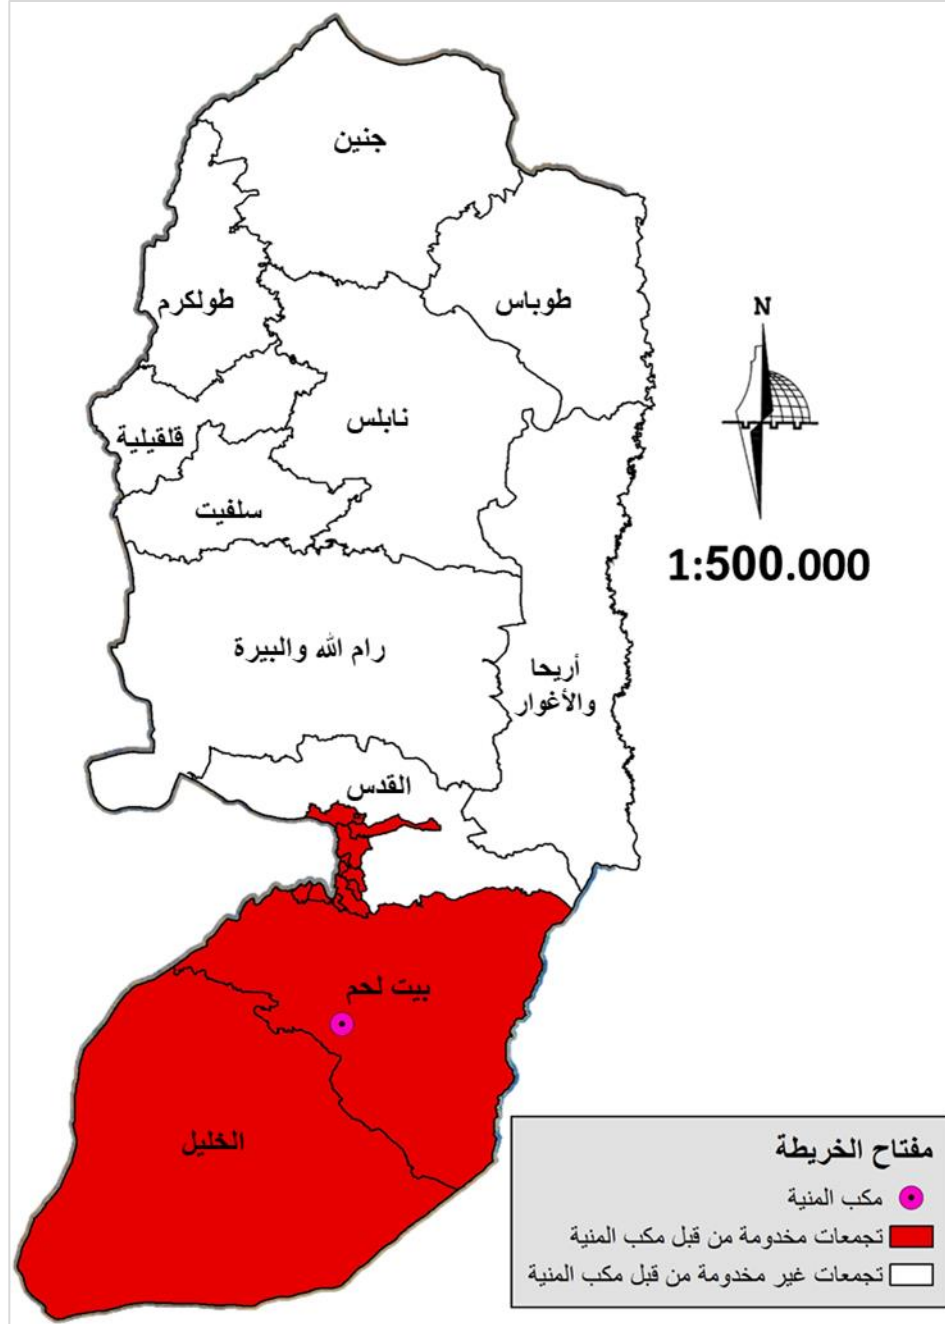 جنين
طولكرم
طوباس
N
نابلس
قلقيلية
سلفيت
1:500.000
رام الله والبيرة
أريحا
والأغوار
القدس
بيت لحم
الخليل
مفتاح الخريطة
مكب المنية
تجمعات مخدومة من قبل مكب المنية
تجمعات غير مخدومة من قبل مكب المنية